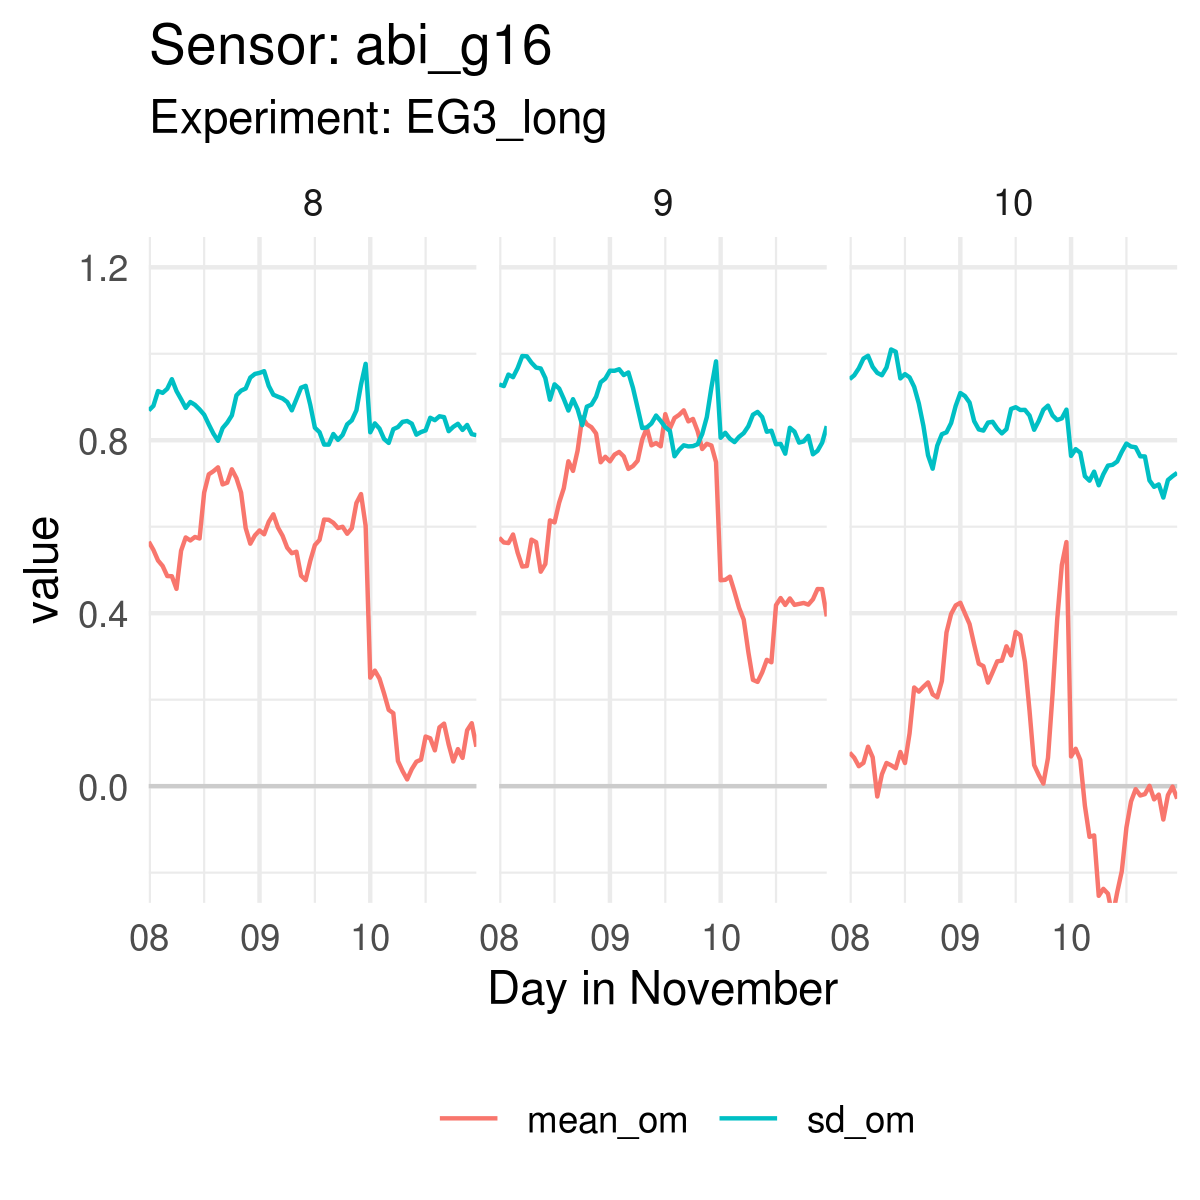 Sensor: abi_g16
Experiment: EG3_long
8 9 10
1.2
0.8
0.4
0.0
value
08 09 10 08 09 10 08 09 10
Day in November
mean_om sd_om